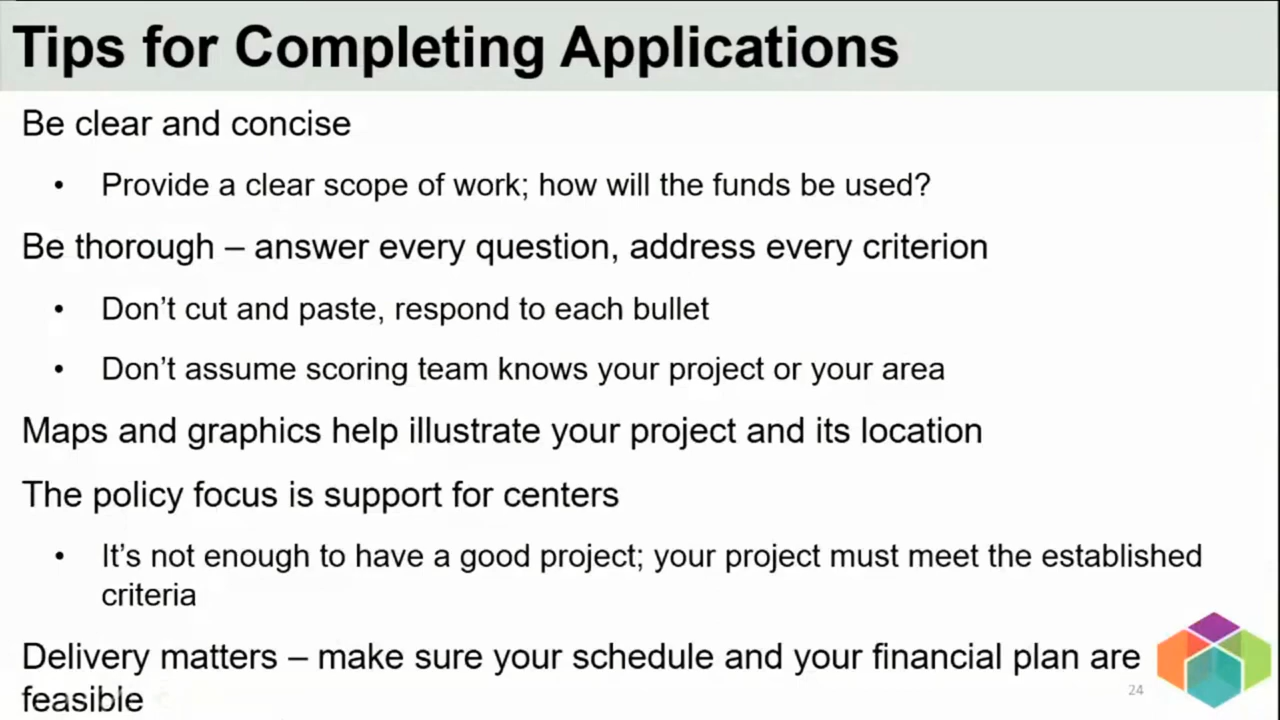 Tips for Completing Applications
Be clear and concise
• Provide a clear scope of work; how will the funds be used?
Be thorough – answer every question, address every criterion
• Don’t cut and paste, respond to each bullet
• Don’t assume scoring team knows your project or your area
Maps and graphics help illustrate your project and its location
The policy focus is support for centers
• It’s not enough to have a good project; your project must meet the established
criteria
Delivery matters – make sure your schedule and your financial plan are
feasible
24